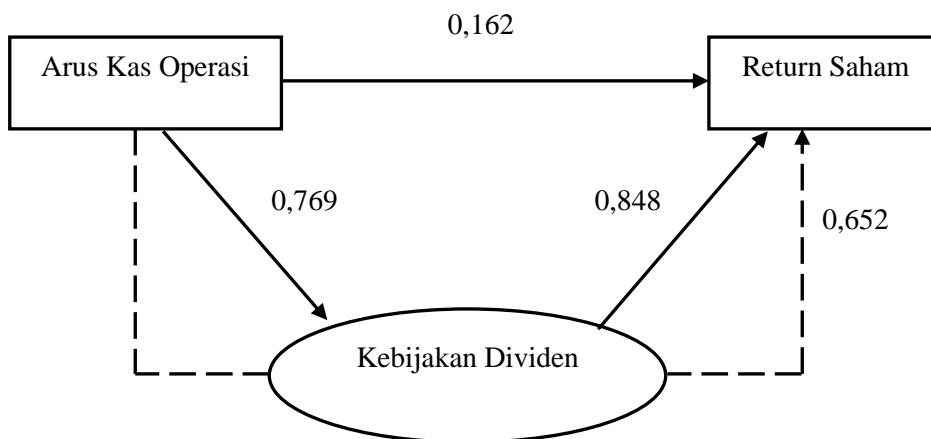 0,162
Arus Kas Operasi
Return Saham
0,769
0,848
0,652
Kebijakan Dividen